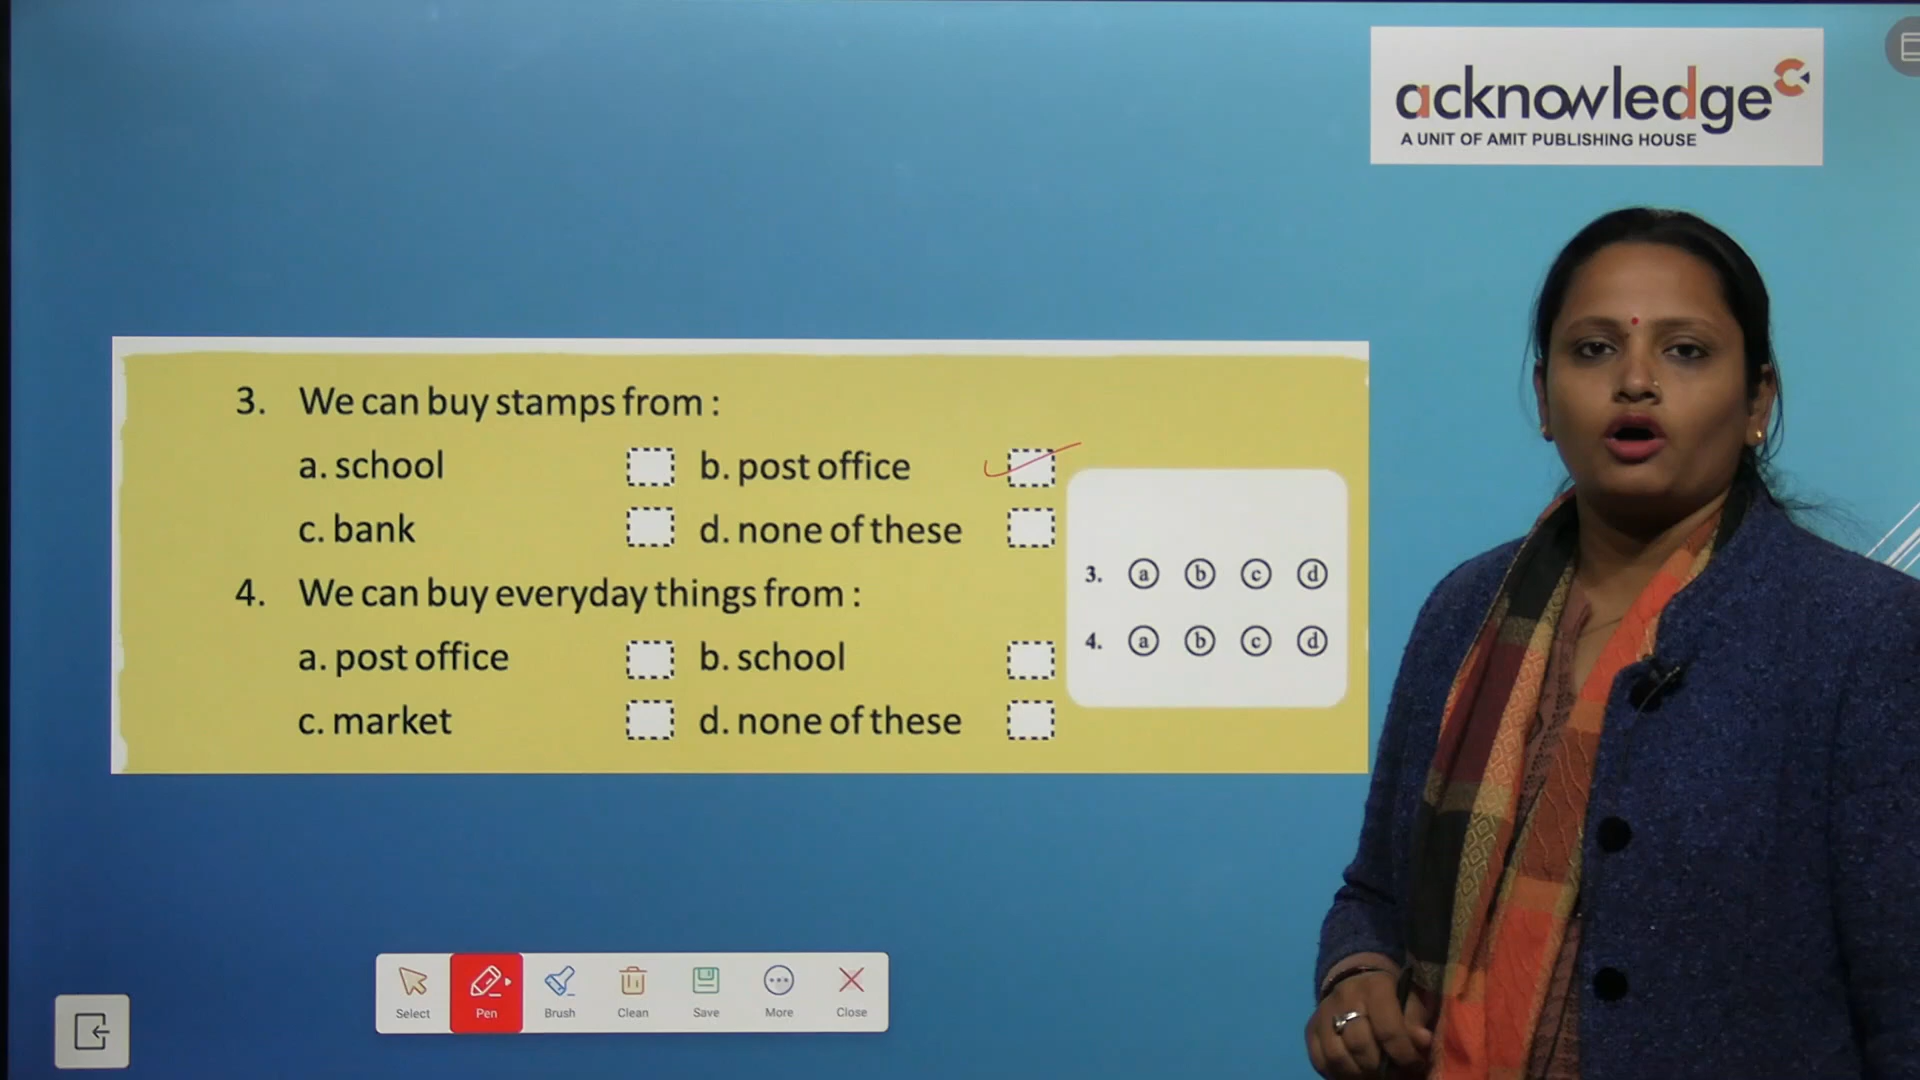 acknowledge
A UNIT OF AMIT PUBLISHING HOUSE
3. We can buy stamps from :
a. school b. post office
c. bank d. none of these
4. We can buy everyday things from :
a. post office b. school
c. market d. none of these
3. a b c d
4. a b c d
Select Pen Brush Clean Save More Close